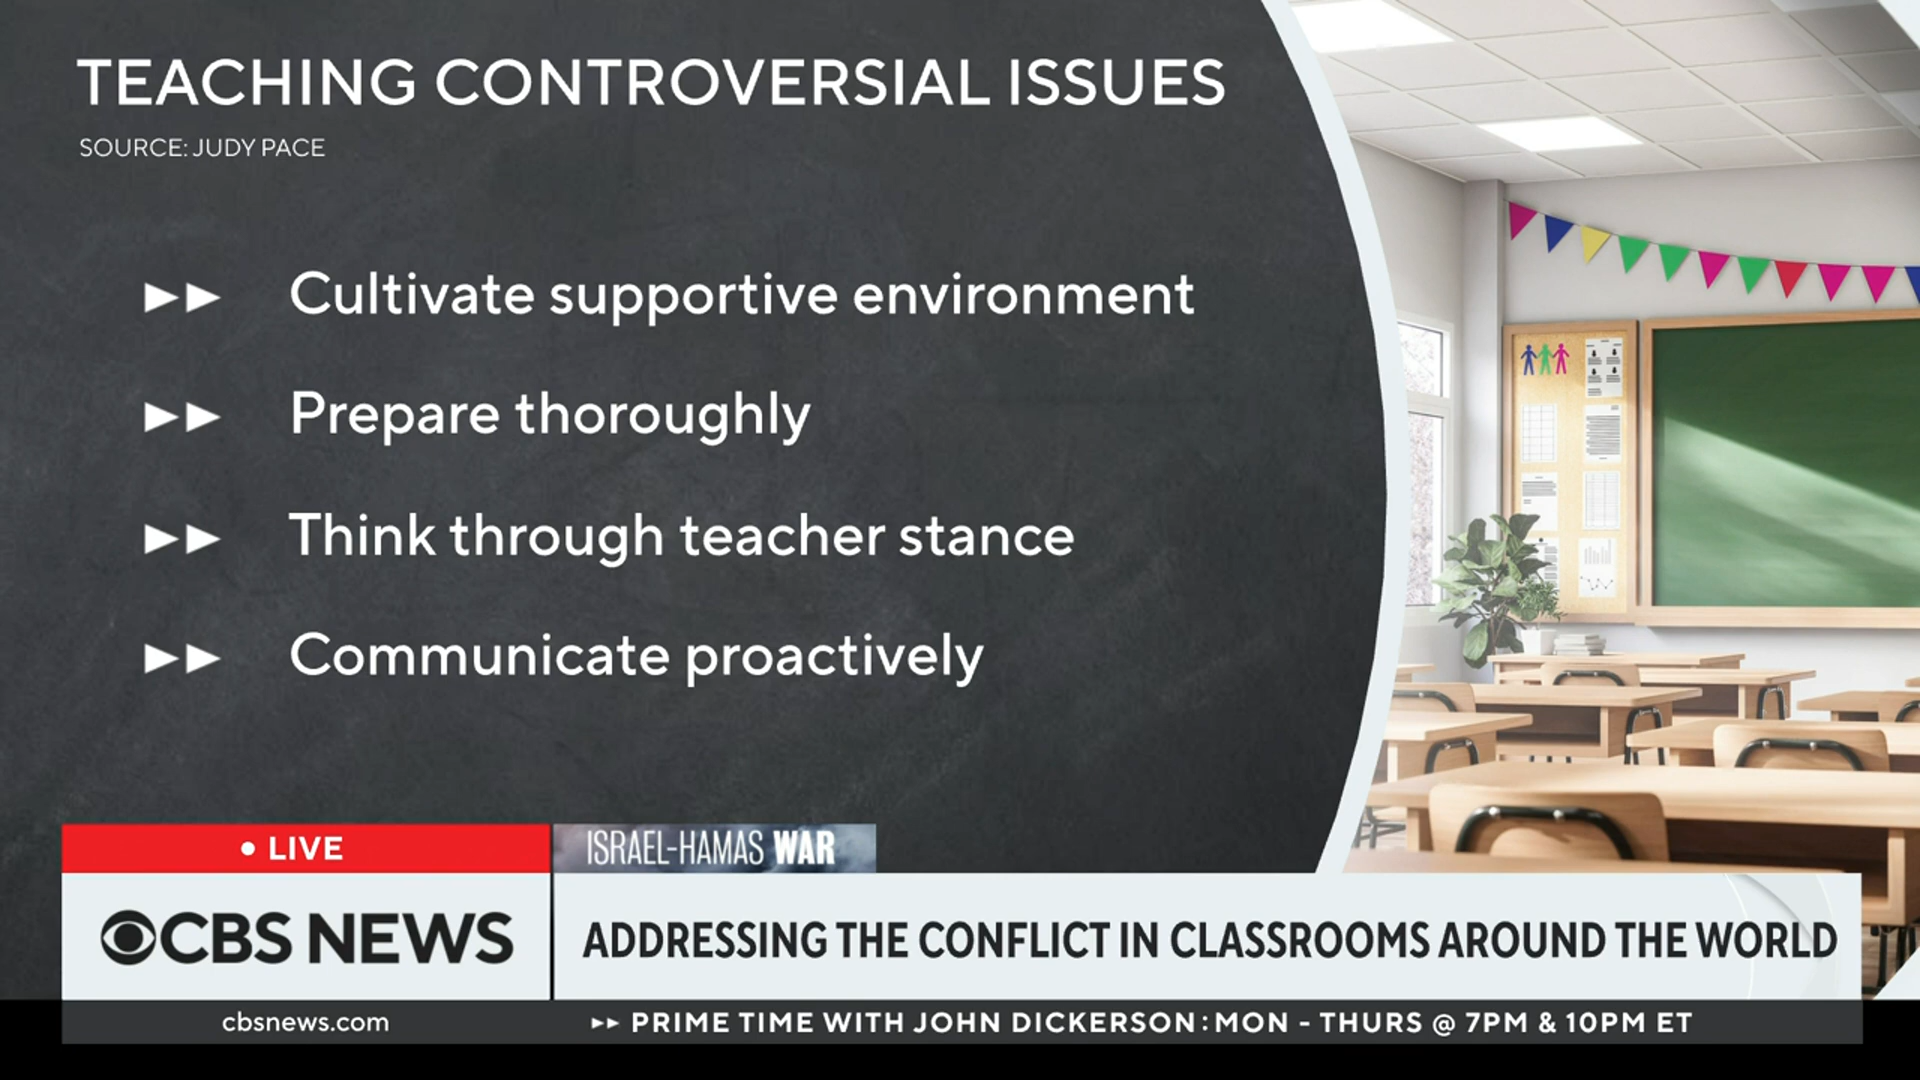 TEACHING CONTROVERSIAL ISSUES
SOURCE: JUDY PACE
Cultivate supportive environment
Prepare thoroughly
Think through teacher stance
Communicate proactively
• LIVE
ISRAEL-HAMAS WAR
CBS NEWS
ADDRESSING THE CONFLICT IN CLASSROOMS AROUND THE WORLD
cbsnews.com
PRIME TIME WITH JOHN DICKERSON: MON - THURS @ 7PM & 10PM ET